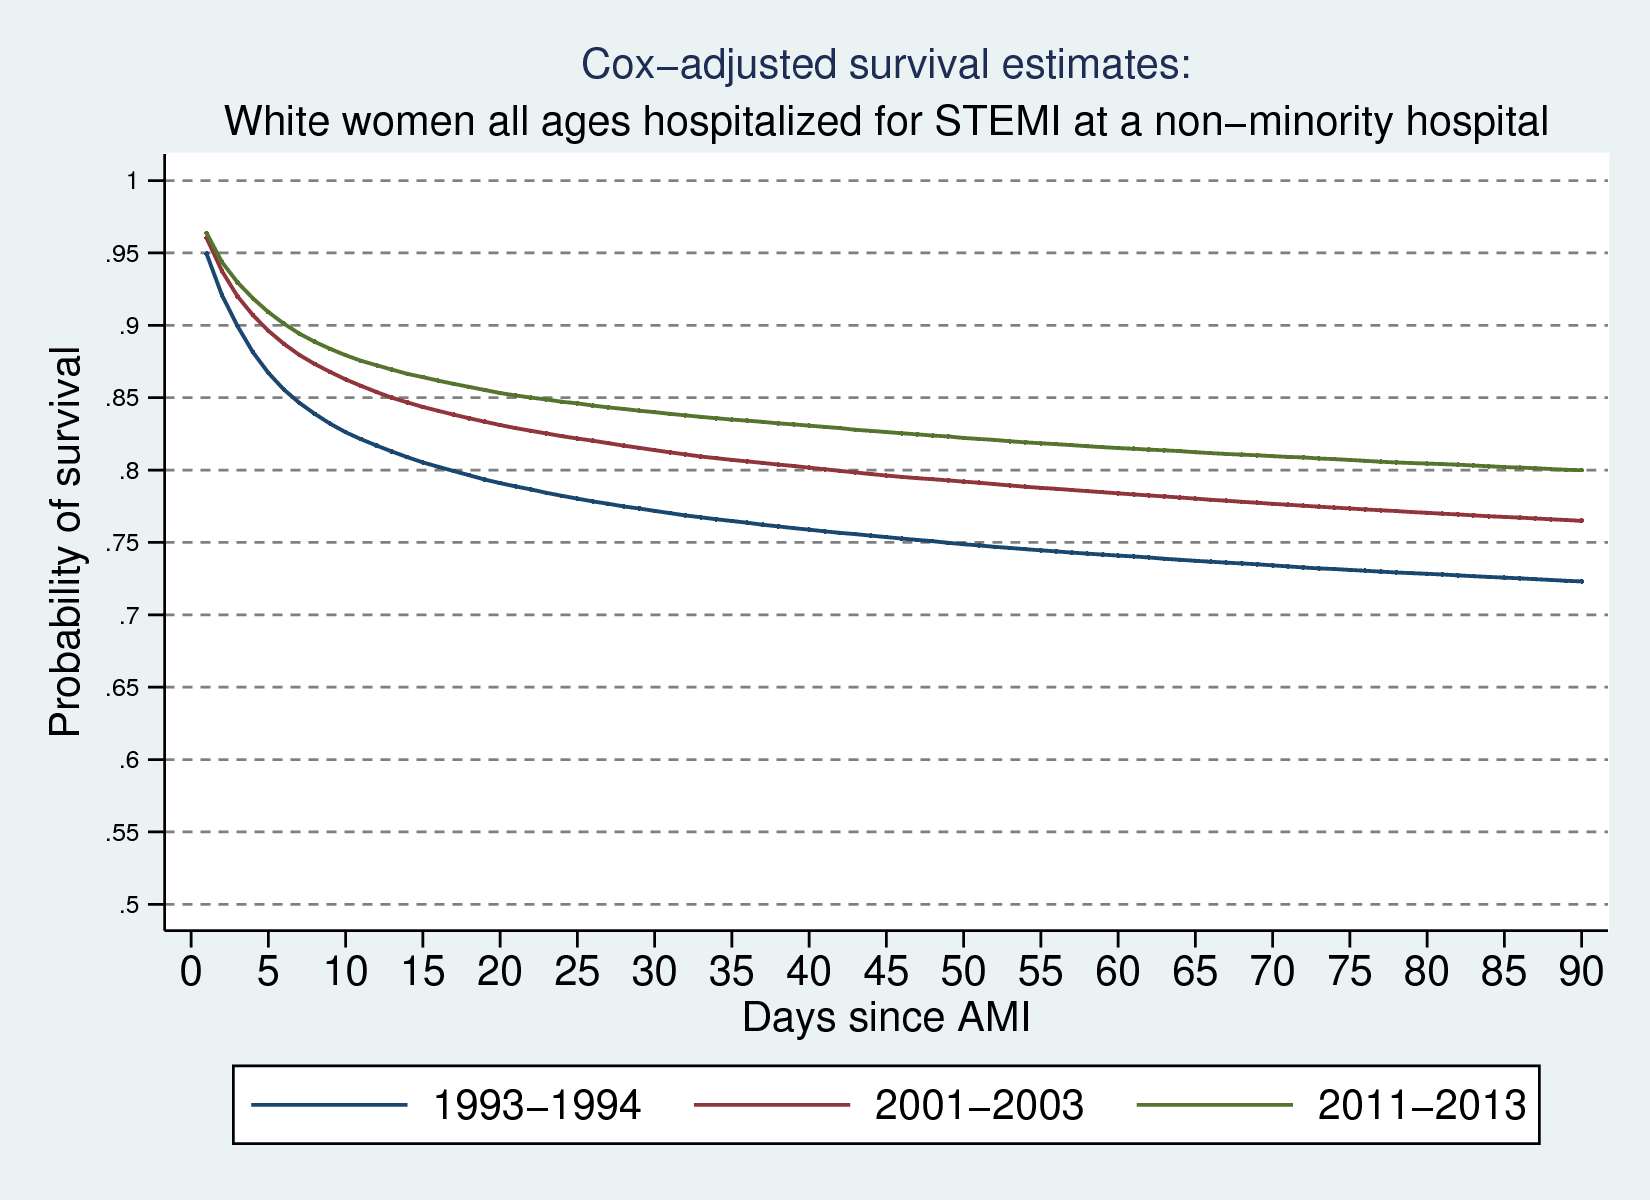 Cox–adjusted survival estimates:
White women all ages hospitalized for STEMI at a non–minority hospital
Probability of survival
1
.95
.9
.85
.8
.75
.7
.65
.6
.55
.5
0 5 10 15 20 25 30 35 40 45 50 55 60 65 70 75 80 85 90
Days since AMI
1993–1994 2001–2003 2011–2013